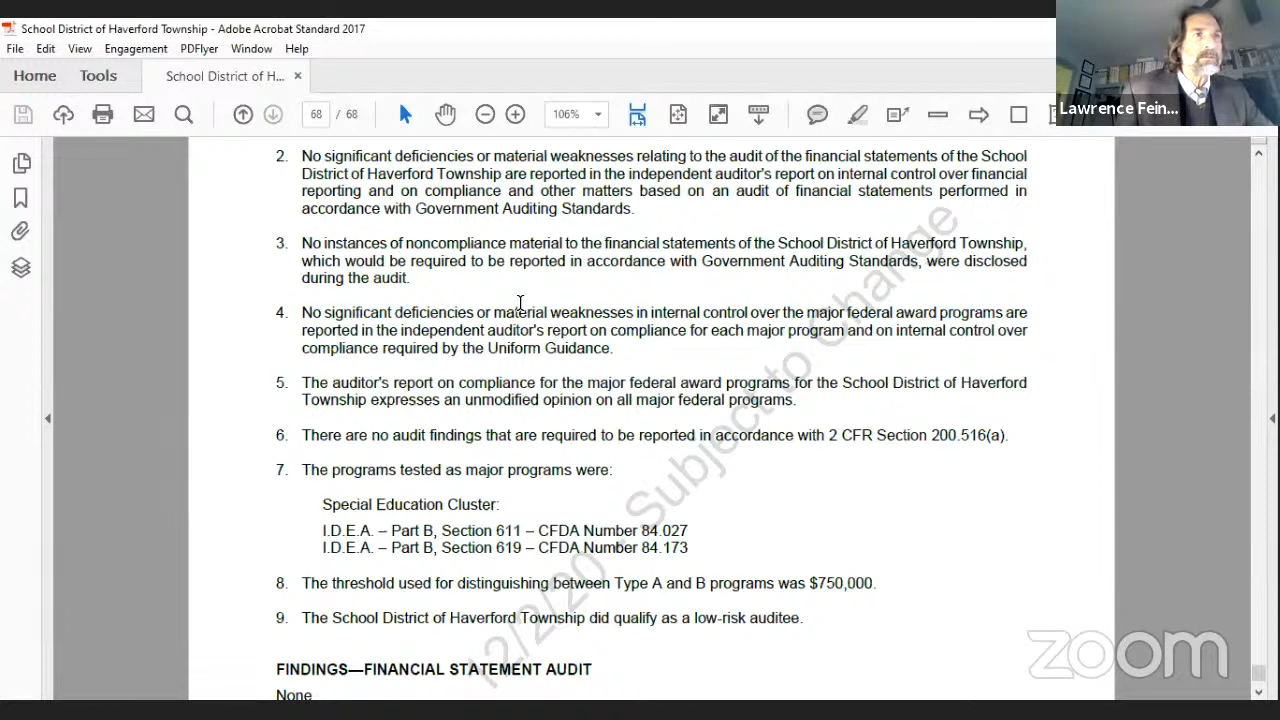 School District of Haverford Township - Adobe Acrobat Standard 2017
File Edit View Engagement PDFlyer Window Help
Home Tools School District of H... ×
68 / 68 106%
Lawrence Fein...
2. No significant deficiencies or material weaknesses relating to the audit of the financial statements of the School
District of Haverford Township are reported in the independent auditor's report on internal control over financial
reporting and on compliance and other matters based on an audit of financial statements performed in
accordance with Government Auditing Standards.
3. No instances of noncompliance material to the financial statements of the School District of Haverford Township,
which would be required to be reported in accordance with Government Auditing Standards, were disclosed
during the audit.
4. No significant deficiencies or material weaknesses in internal control over the major federal award programs are
reported in the independent auditor's report on compliance for each major program and on internal control over
compliance required by the Uniform Guidance.
5. The auditor's report on compliance for the major federal award programs for the School District of Haverford
Township expresses an unmodified opinion on all major federal programs.
6. There are no audit findings that are required to be reported in accordance with 2 CFR Section 200.516(a).
7. The programs tested as major programs were:
Special Education Cluster:
I.D.E.A. – Part B, Section 611 – CFDA Number 84.027
I.D.E.A. – Part B, Section 619 – CFDA Number 84.173
8. The threshold used for distinguishing between Type A and B programs was $750,000.
9. The School District of Haverford Township did qualify as a low-risk auditee.
FINDINGS—FINANCIAL STATEMENT AUDIT
None
12/2/20 - Subject to Change
zoom